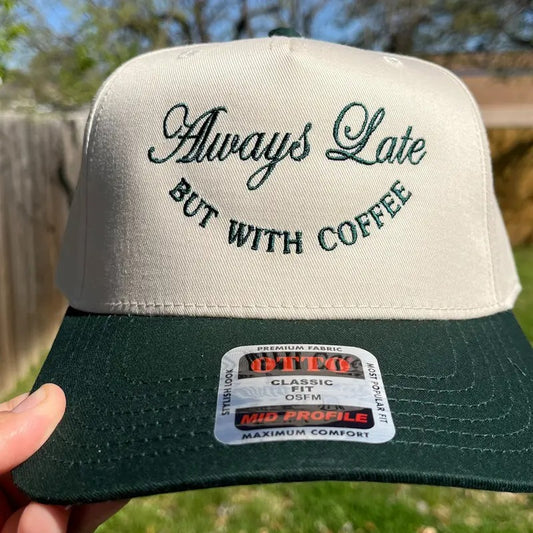 Always Late
BUT WITH COFFEE
PREMIUM FABRIC
STYLISH LOOK
OTTO
CLASSIC
FIT
OSFM
MID PROFILE
MOST POPULAR FIT
MAXIMUM COMFORT